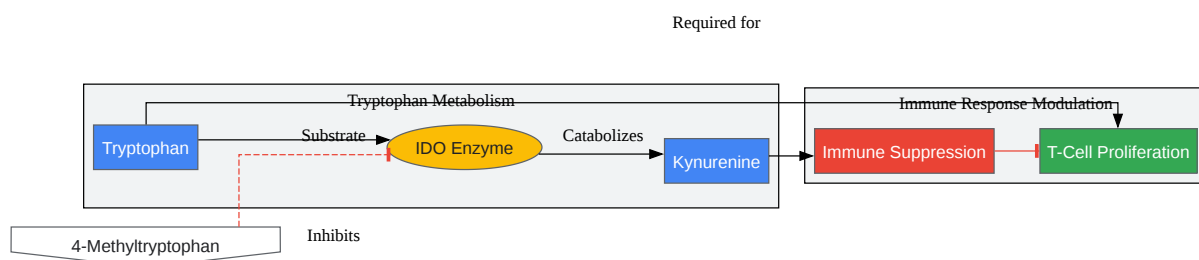 Required for
Tryptophan Metabolism
Immune Response Modulation
Tryptophan
Substrate
IDO Enzyme
Catabolizes
Kynurenine
Immune Suppression
T-Cell Proliferation
4-Methyltryptophan
Inhibits